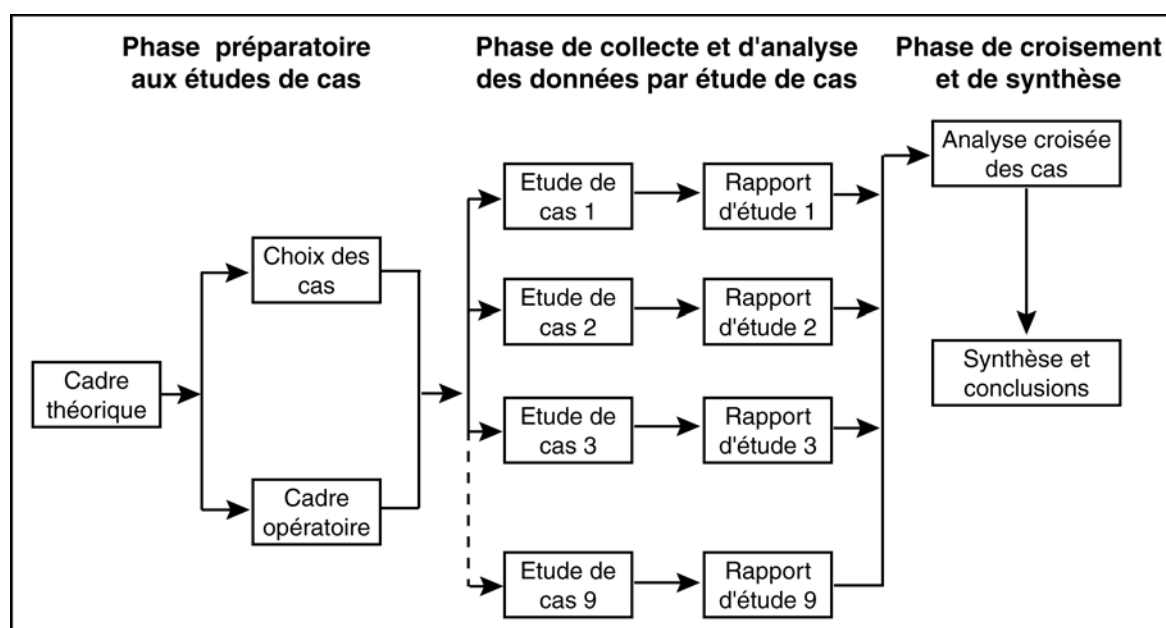 Phase préparatoire
aux études de cas
Phase de collecte et d'analyse
des données par étude de cas
Phase de croisement
et de synthèse
Cadre
théorique
Choix des
cas
Cadre
opératoire
Etude de
cas 1
Rapport
d'étude 1
Etude de
cas 2
Rapport
d'étude 2
Etude de
cas 3
Rapport
d'étude 3
Etude de
cas 9
Rapport
d'étude 9
Analyse croisée
des cas
Synthèse et
conclusions